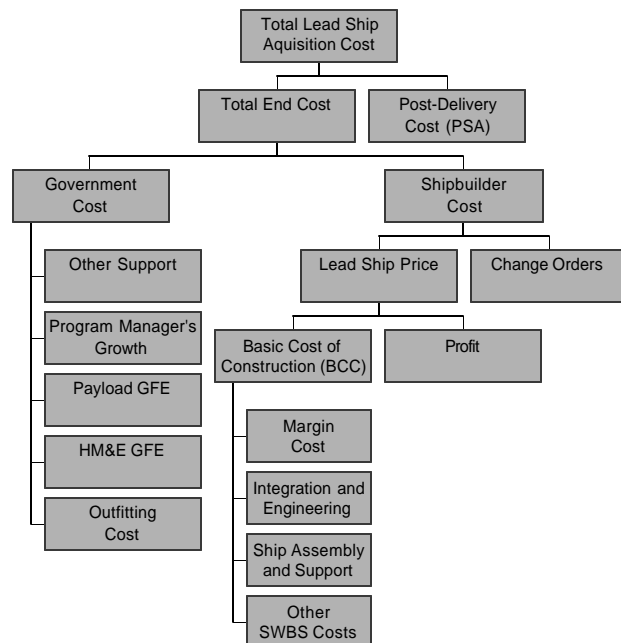 Total Lead Ship
Aquisition Cost
Total End Cost
Post-Delivery
Cost (PSA)
Government
Cost
Shipbuilder
Cost
Other Support
Program Manager's
Growth
Payload GFE
HM&E GFE
Outfitting
Cost
Lead Ship Price
Change Orders
Basic Cost of
Construction (BCC)
Profit
Margin
Cost
Integration and
Engineering
Ship Assembly
and Support
Other
SWBS Costs